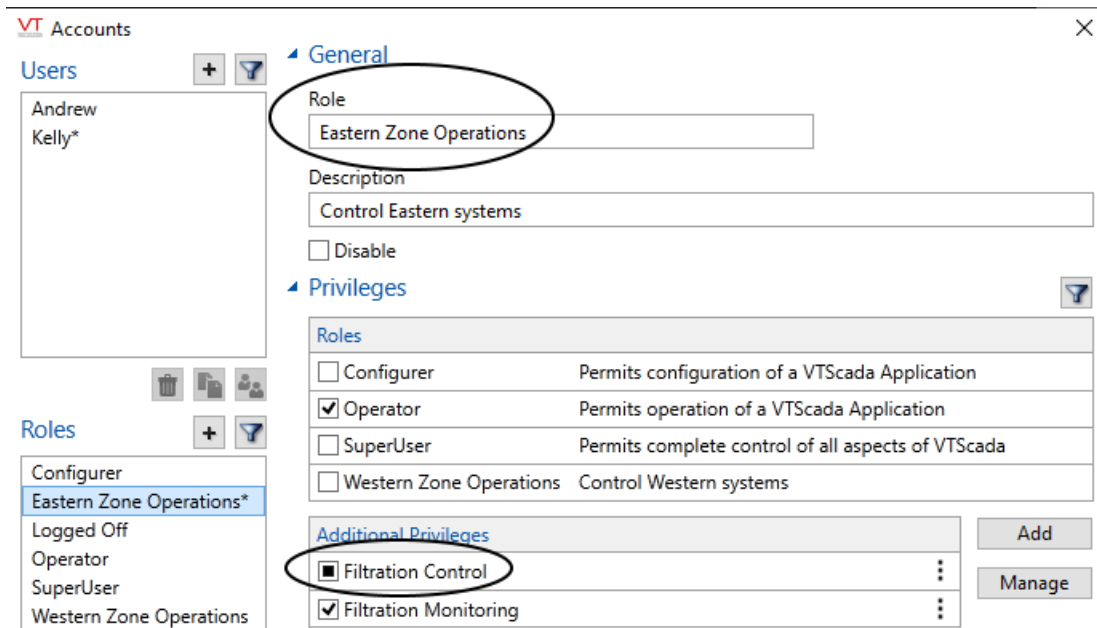 VT Accounts
Users
Andrew
Kelly*
Roles
Configurer
Eastern Zone Operations*
Logged Off
Operator
SuperUser
Western Zone Operations
General
Role
Eastern Zone Operations
Description
Control Eastern systems
Disable
Privileges
Roles
Configurer Permits configuration of a VTScada Application
Operator Permits operation of a VTScada Application
SuperUser Permits complete control of all aspects of VTScada
Western Zone Operations Control Western systems
Additional Privileges
Filtration Control
Filtration Monitoring
Add
Manage